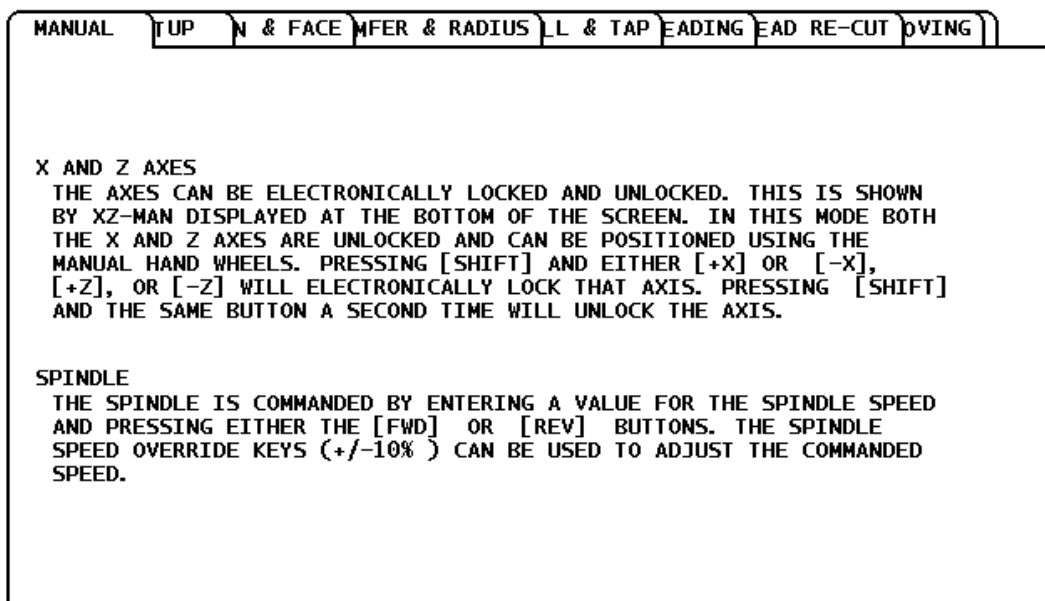 MANUAL TUP N & FACE MFER & RADIUS LL & TAP EADING EAD RE-CUT OVING
X AND Z AXES
THE AXES CAN BE ELECTRONICALLY LOCKED AND UNLOCKED. THIS IS SHOWN
BY XZ-MAN DISPLAYED AT THE BOTTOM OF THE SCREEN. IN THIS MODE BOTH
THE X AND Z AXES ARE UNLOCKED AND CAN BE POSITIONED USING THE
MANUAL HAND WHEELS. PRESSING [SHIFT] AND EITHER [+X] OR [-X],
[+Z], OR [-Z] WILL ELECTRONICALLY LOCK THAT AXIS. PRESSING [SHIFT]
AND THE SAME BUTTON A SECOND TIME WILL UNLOCK THE AXIS.
SPINDLE
THE SPINDLE IS COMMANDED BY ENTERING A VALUE FOR THE SPINDLE SPEED
AND PRESSING EITHER THE [FWD] OR [REV] BUTTONS. THE SPINDLE
SPEED OVERRIDE KEYS (+/-10% ) CAN BE USED TO ADJUST THE COMMANDED
SPEED.